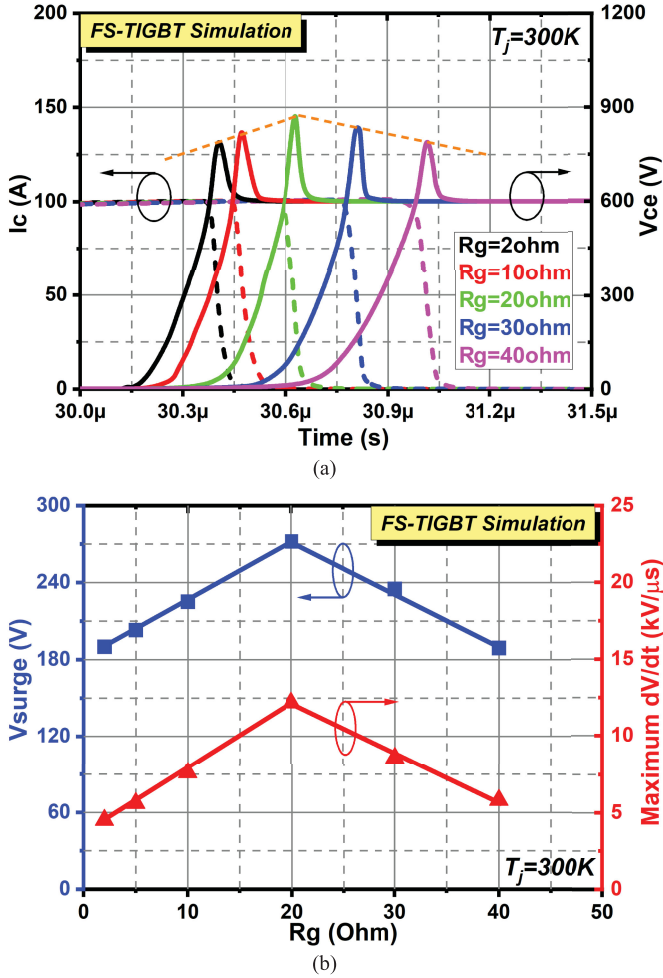 200
1200
FS-TIGBT Simulation
Tj=300K
150
900
Ic (A)
100
600
Vce (V)
Rg=2ohm
Rg=10ohm
50
300
Rg=20ohm
Rg=30ohm
Rg=40ohm
0
0
30.0µ
30.3µ
30.6µ
30.9µ
31.2µ
31.5µ
Time (s)
(a)
300
25
FS-TIGBT Simulation
240
20
Vsurge (V)
180
15
Maximum dV/dt (kV/µs)
120
10
60
5
Tj=300K
0
0
0
10
20
30
40
50
Rg (Ohm)
(b)